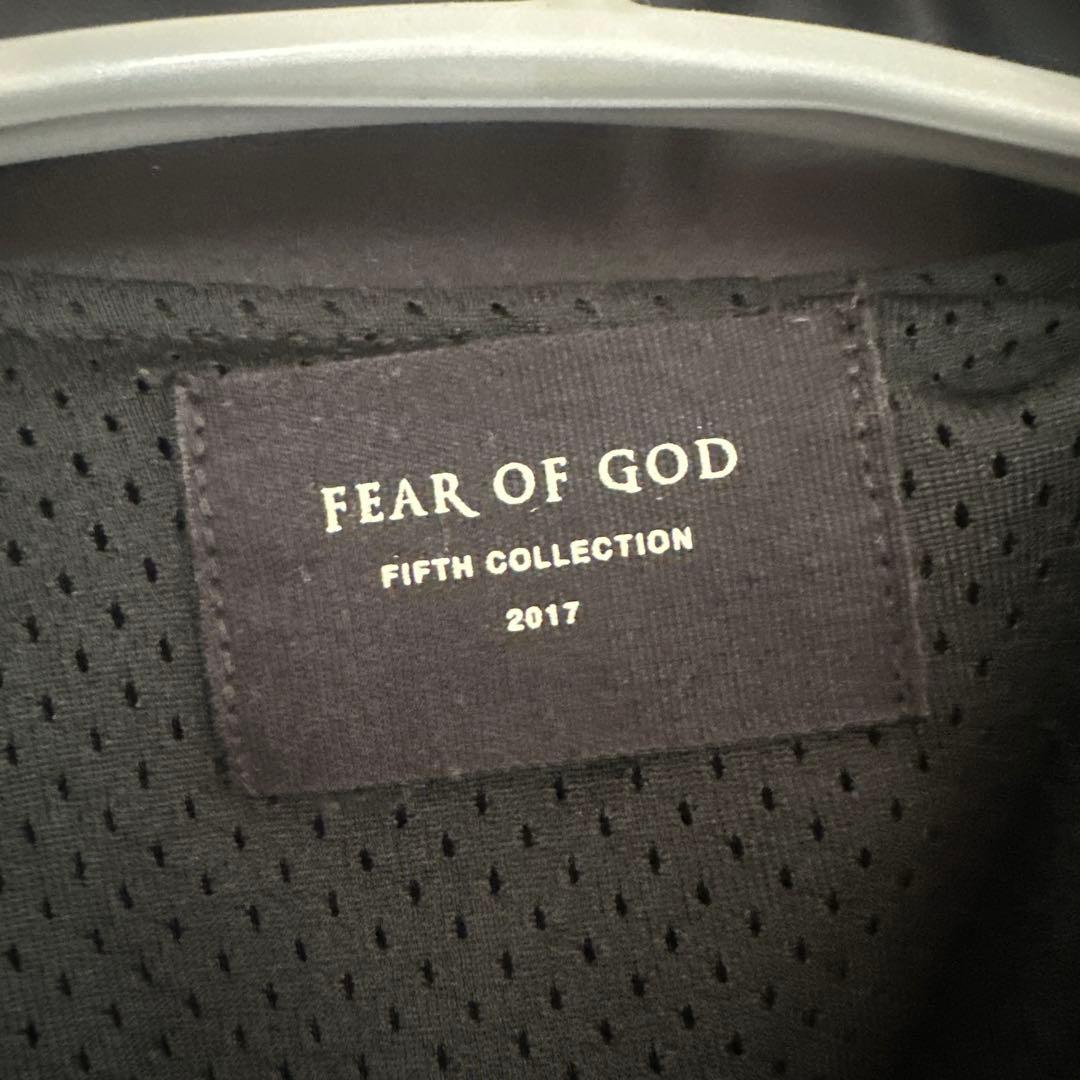 FEAR OF GOD
FIFTH COLLECTION
2017